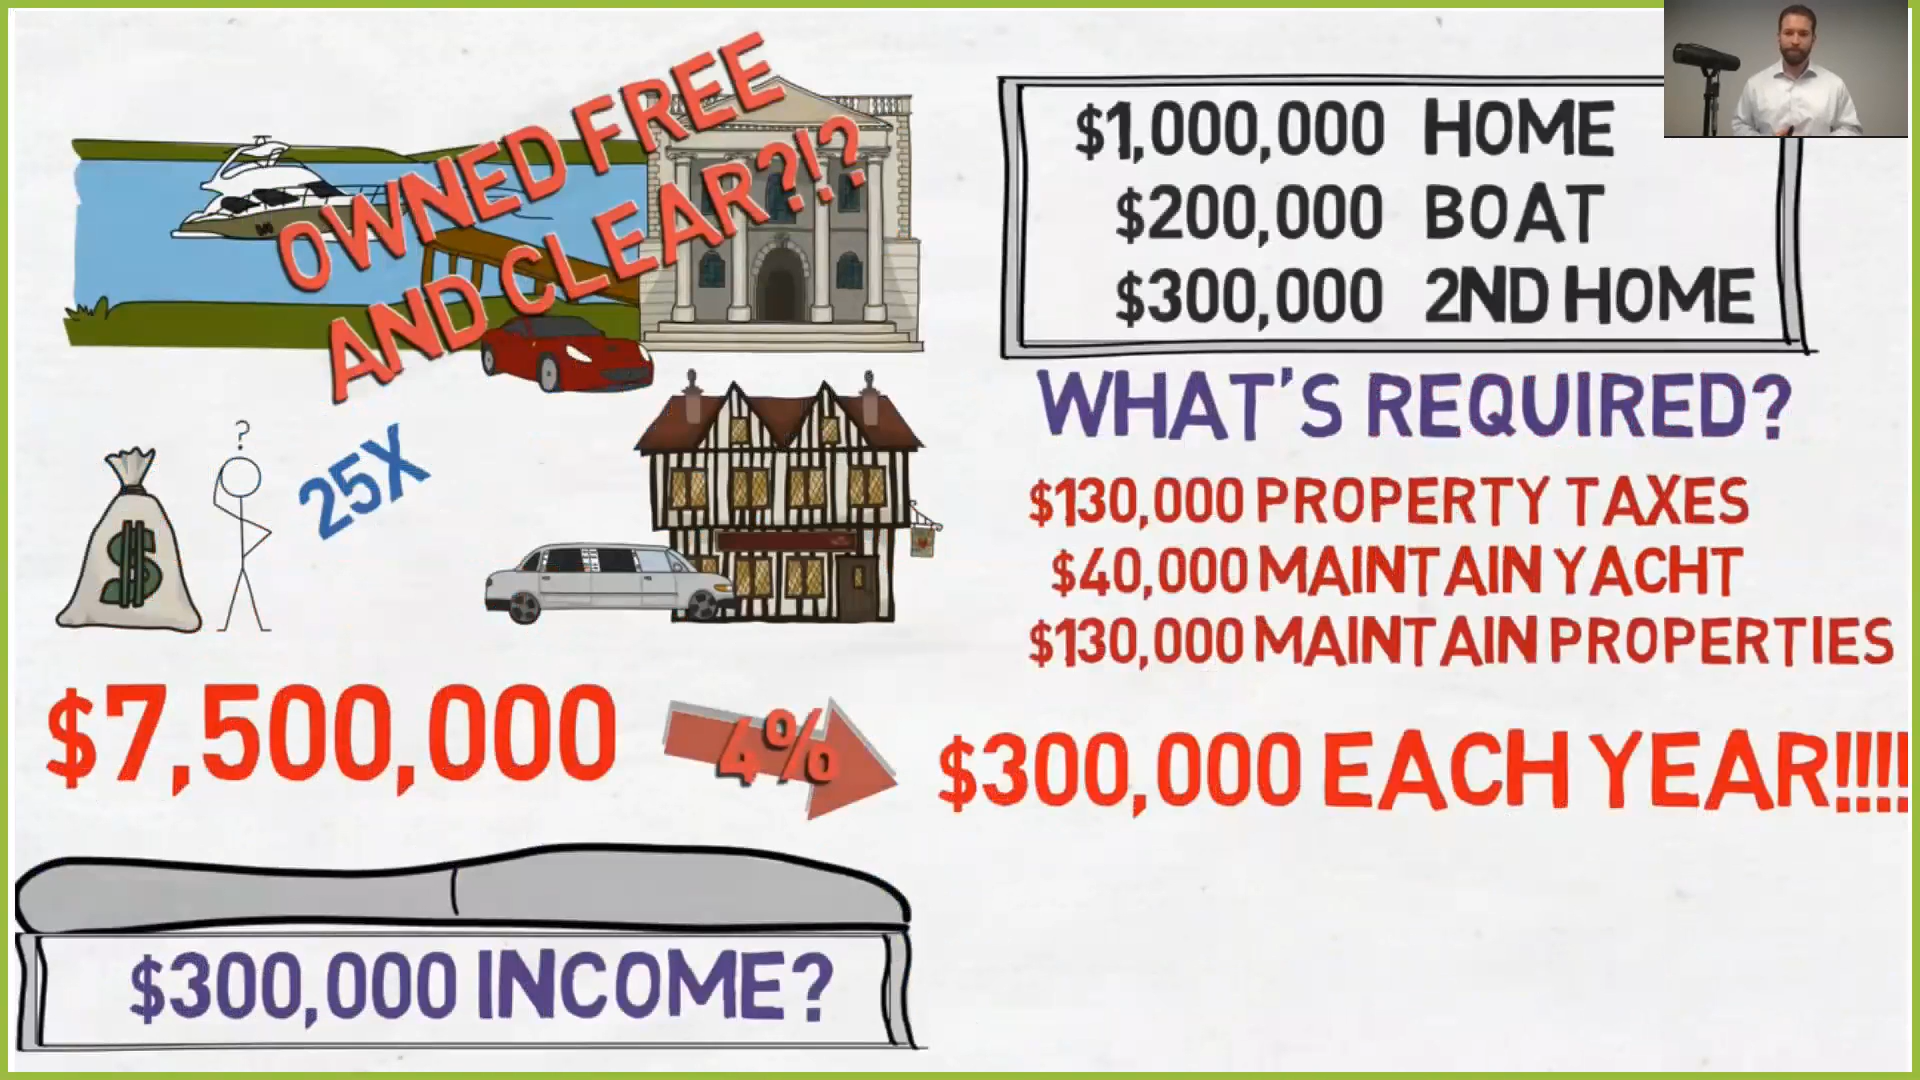 OWNED FREE
AND CLEAR?!?
$1,000,000 HOME
$200,000 BOAT
$300,000 2ND HOME
WHAT'S REQUIRED?
$130,000 PROPERTY TAXES
$40,000 MAINTAIN YACHT
$130,000 MAINTAIN PROPERTIES
?
25X
$
$7,500,000
4%
$300,000 EACH YEAR!!!!
$300,000 INCOME?